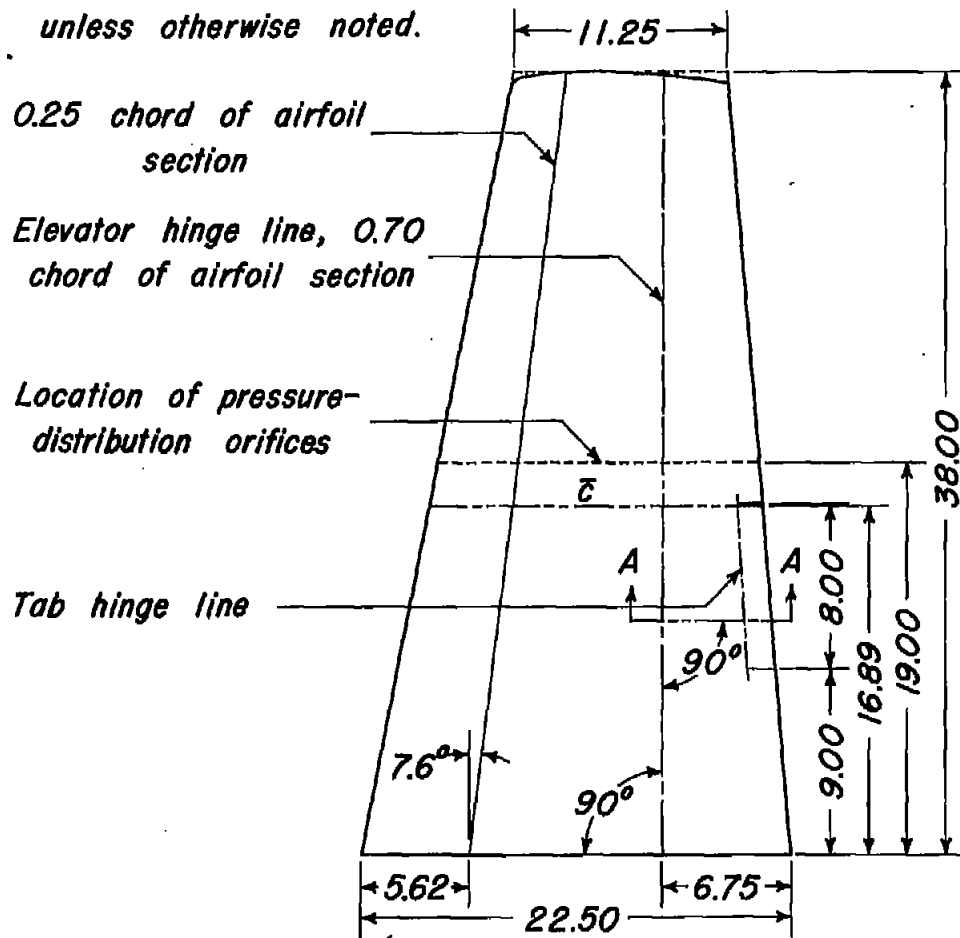 unless otherwise noted.
11.25
0.25 chord of airfoil
section
Elevator hinge line, 0.70
chord of airfoil section
Location of pressure-
distribution orifices
c̄
38.00
A A
Tab hinge line
8.00
90°
16.89
19.00
9.00
7.6°
90°
5.62
6.75
22.50